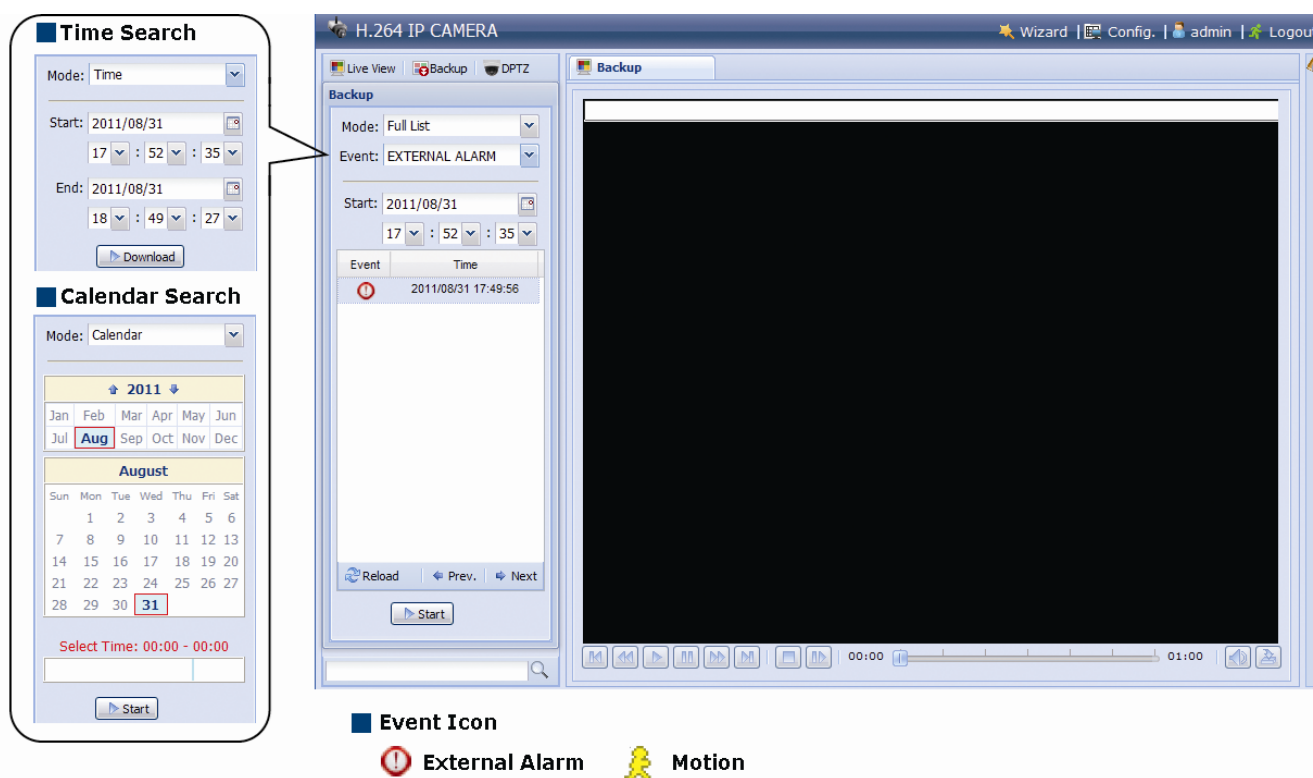 Time Search
Mode: Time
Start: 2011/08/31
17 : 52 : 35
End: 2011/08/31
18 : 49 : 27
Download
Calendar Search
Mode: Calendar
2011
Jan Feb Mar Apr May Jun
Jul Aug Sep Oct Nov Dec
August
Sun Mon Tue Wed Thu Fri Sat
1 2 3 4 5 6
7 8 9 10 11 12 13
14 15 16 17 18 19 20
21 22 23 24 25 26 27
28 29 30 31
Select Time: 00:00 - 00:00
Start
H.264 IP CAMERA
Wizard | Config. | admin | Logout
Live View Backup DPTZ
Backup
Mode: Full List
Event: EXTERNAL ALARM
Start: 2011/08/31
17 : 52 : 35
Event Time
2011/08/31 17:49:56
Reload Prev. Next
Start
Backup
00:00 01:00
Event Icon
External Alarm Motion